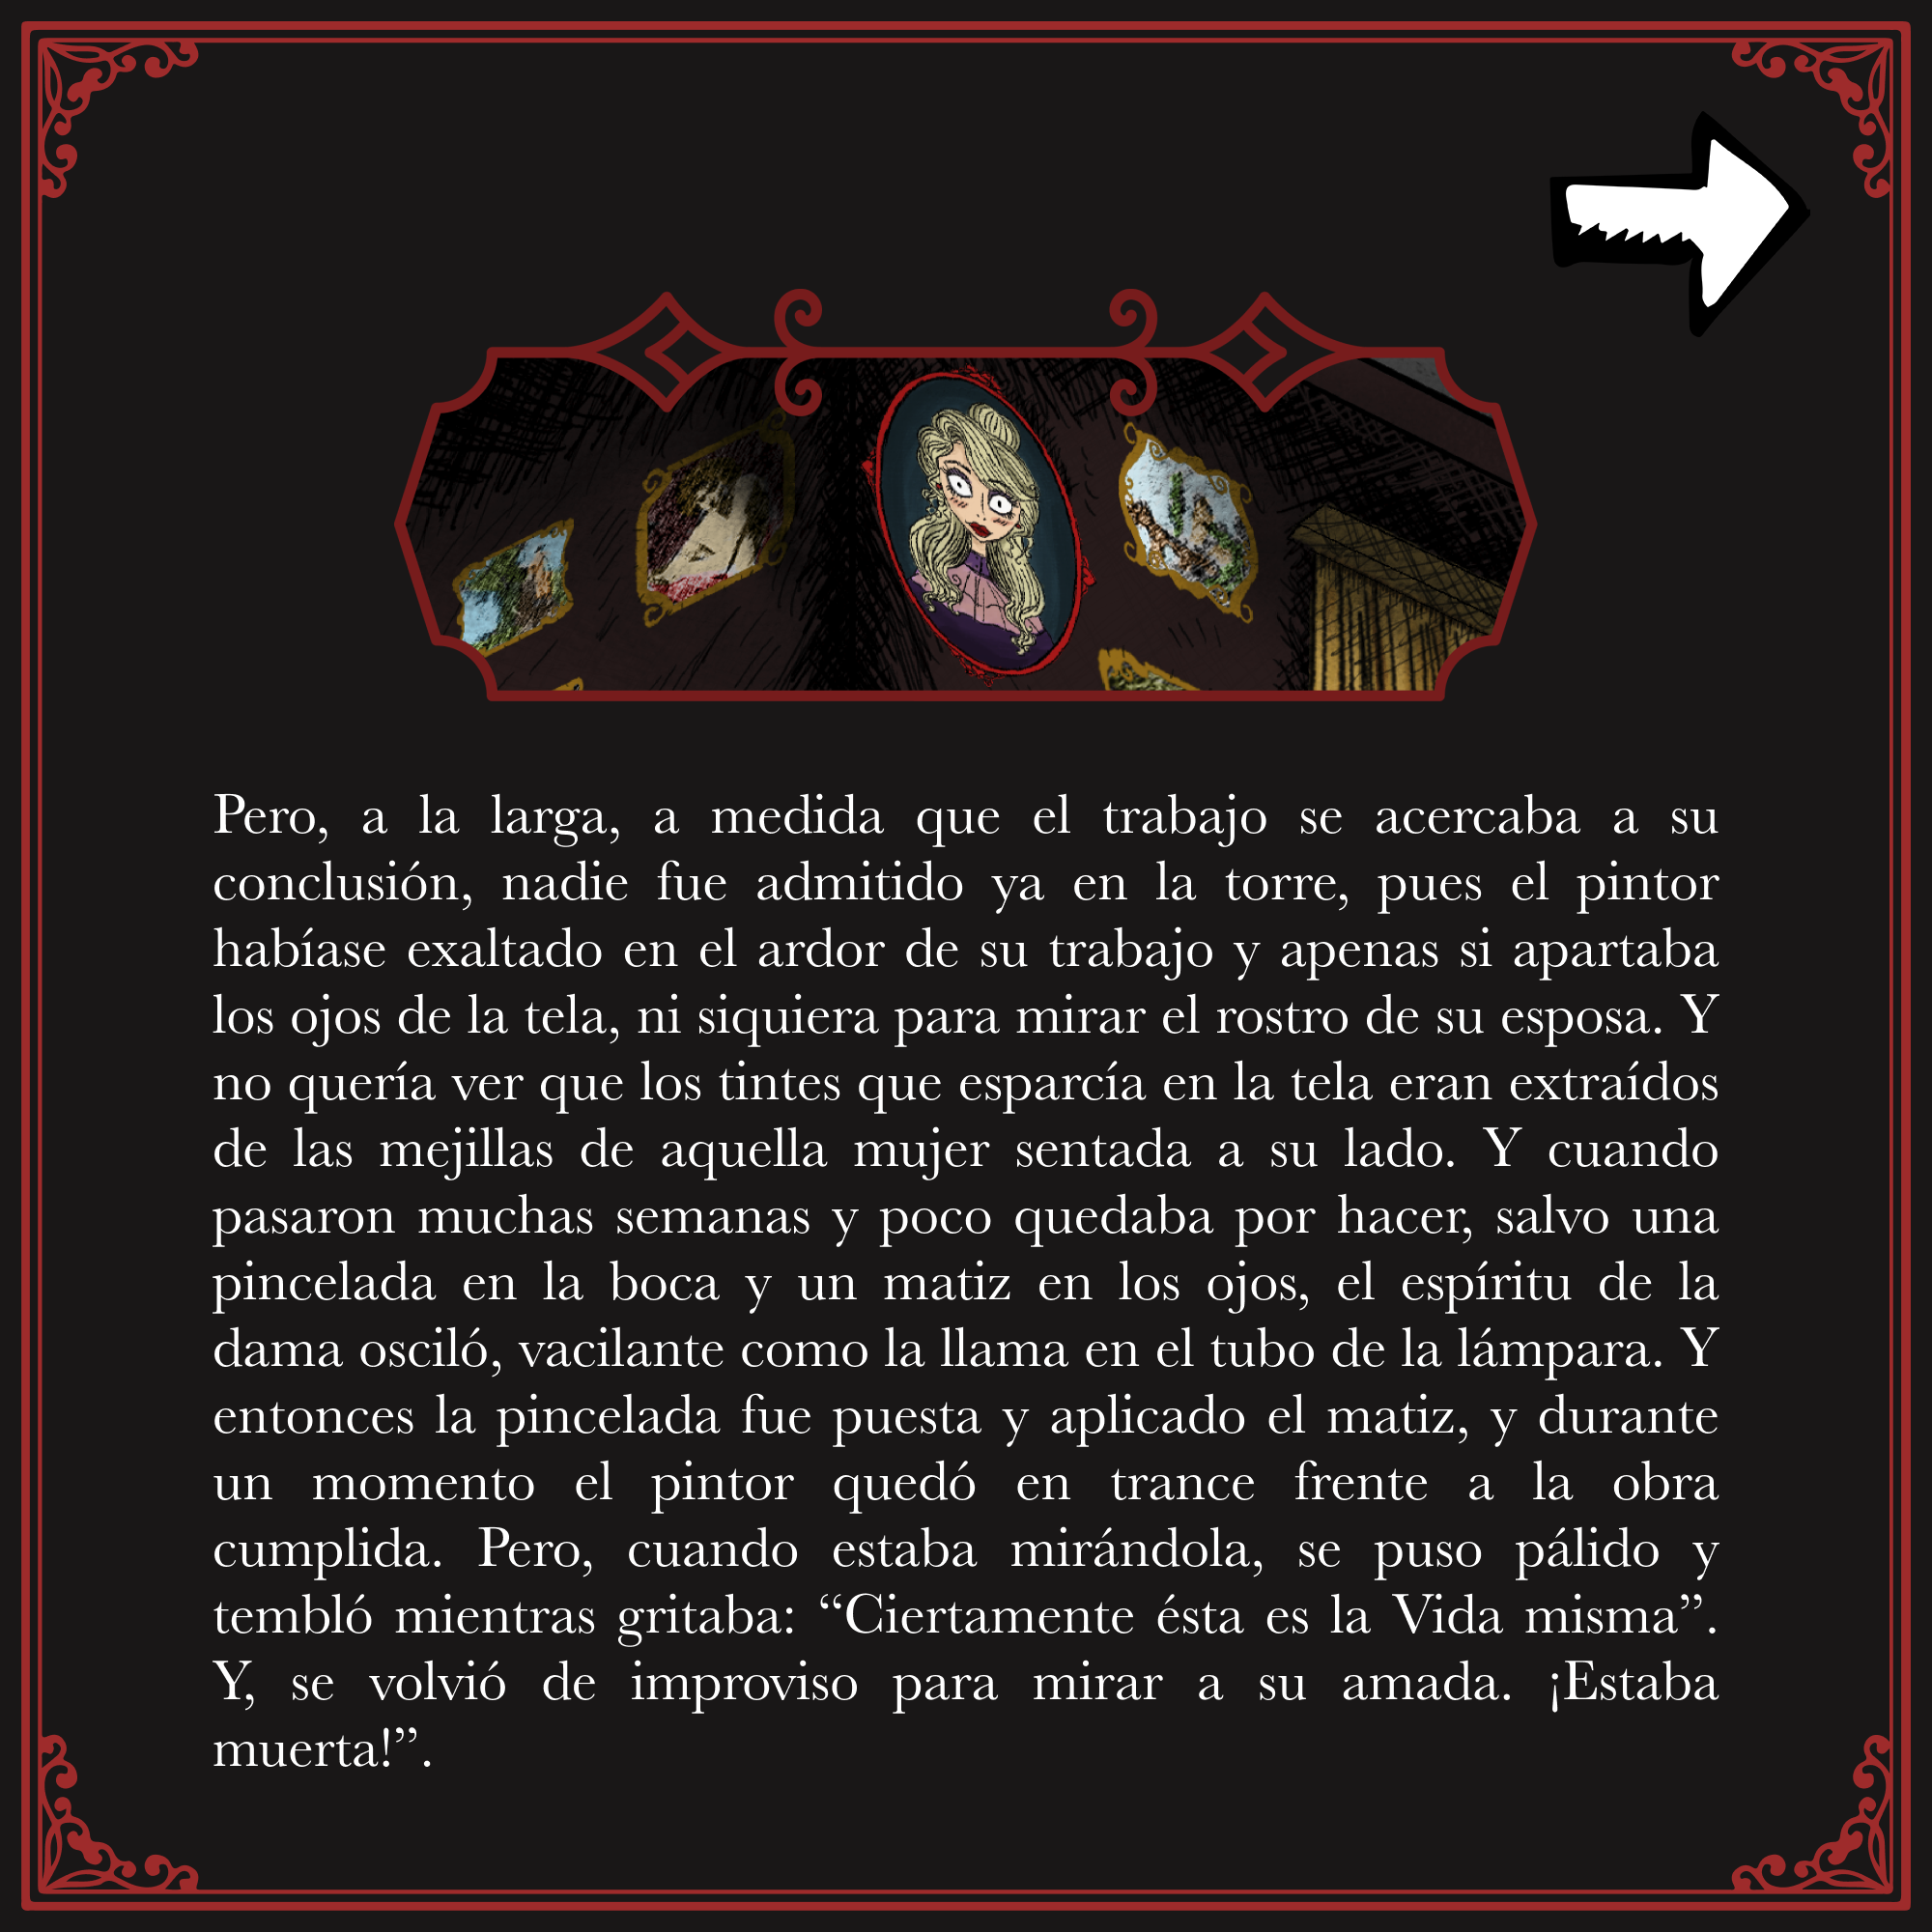 Pero, a la larga, a medida que el trabajo se acercaba a su
conclusión, nadie fue admitido ya en la torre, pues el pintor
habíase exaltado en el ardor de su trabajo y apenas si apartaba
los ojos de la tela, ni siquiera para mirar el rostro de su esposa. Y
no quería ver que los tintes que esparcía en la tela eran extraídos
de las mejillas de aquella mujer sentada a su lado. Y cuando
pasaron muchas semanas y poco quedaba por hacer, salvo una
pincelada en la boca y un matiz en los ojos, el espíritu de la
dama osciló, vacilante como la llama en el tubo de la lámpara. Y
entonces la pincelada fue puesta y aplicado el matiz, y durante
un momento el pintor quedó en trance frente a la obra
cumplida. Pero, cuando estaba mirándola, se puso pálido y
tembló mientras gritaba: “Ciertamente ésta es la Vida misma”.
Y, se volvió de improviso para mirar a su amada. ¡Estaba
muerta!”.